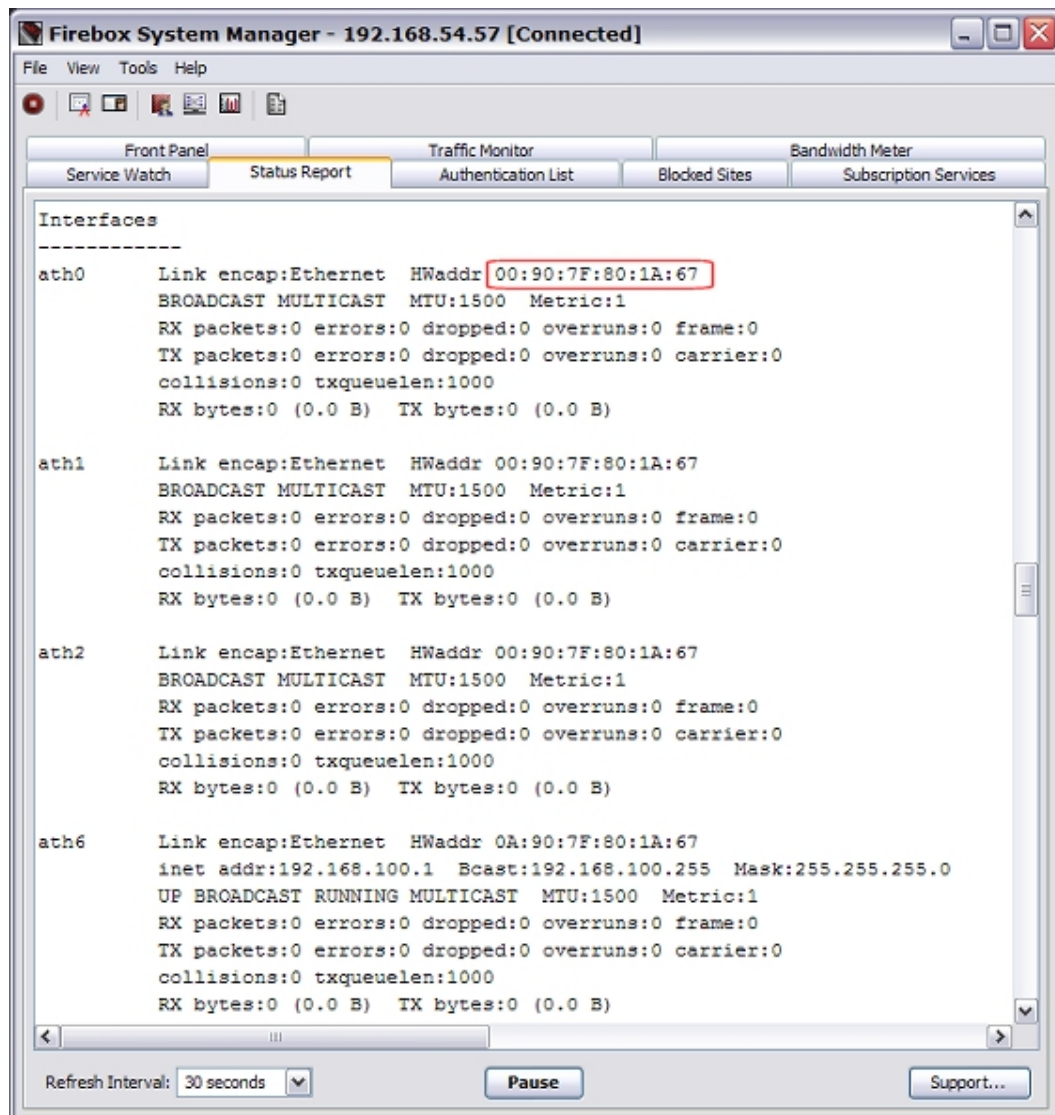 Firebox System Manager - 192.168.54.57 [Connected]
File View Tools Help
Front Panel Traffic Monitor Bandwidth Meter
Service Watch Status Report Authentication List Blocked Sites Subscription Services
Interfaces
------------
ath0 Link encap:Ethernet HWaddr 00:90:7F:80:1A:67
BROADCAST MULTICAST MTU:1500 Metric:1
RX packets:0 errors:0 dropped:0 overruns:0 frame:0
TX packets:0 errors:0 dropped:0 overruns:0 carrier:0
collisions:0 txqueuelen:1000
RX bytes:0 (0.0 B) TX bytes:0 (0.0 B)
ath1 Link encap:Ethernet HWaddr 00:90:7F:80:1A:67
BROADCAST MULTICAST MTU:1500 Metric:1
RX packets:0 errors:0 dropped:0 overruns:0 frame:0
TX packets:0 errors:0 dropped:0 overruns:0 carrier:0
collisions:0 txqueuelen:1000
RX bytes:0 (0.0 B) TX bytes:0 (0.0 B)
ath2 Link encap:Ethernet HWaddr 00:90:7F:80:1A:67
BROADCAST MULTICAST MTU:1500 Metric:1
RX packets:0 errors:0 dropped:0 overruns:0 frame:0
TX packets:0 errors:0 dropped:0 overruns:0 carrier:0
collisions:0 txqueuelen:1000
RX bytes:0 (0.0 B) TX bytes:0 (0.0 B)
ath6 Link encap:Ethernet HWaddr 0A:90:7F:80:1A:67
inet addr:192.168.100.1 Bcast:192.168.100.255 Mask:255.255.255.0
UP BROADCAST RUNNING MULTICAST MTU:1500 Metric:1
RX packets:0 errors:0 dropped:0 overruns:0 frame:0
TX packets:0 errors:0 dropped:0 overruns:0 carrier:0
collisions:0 txqueuelen:1000
RX bytes:0 (0.0 B) TX bytes:0 (0.0 B)
Refresh Interval: 30 seconds Pause Support...